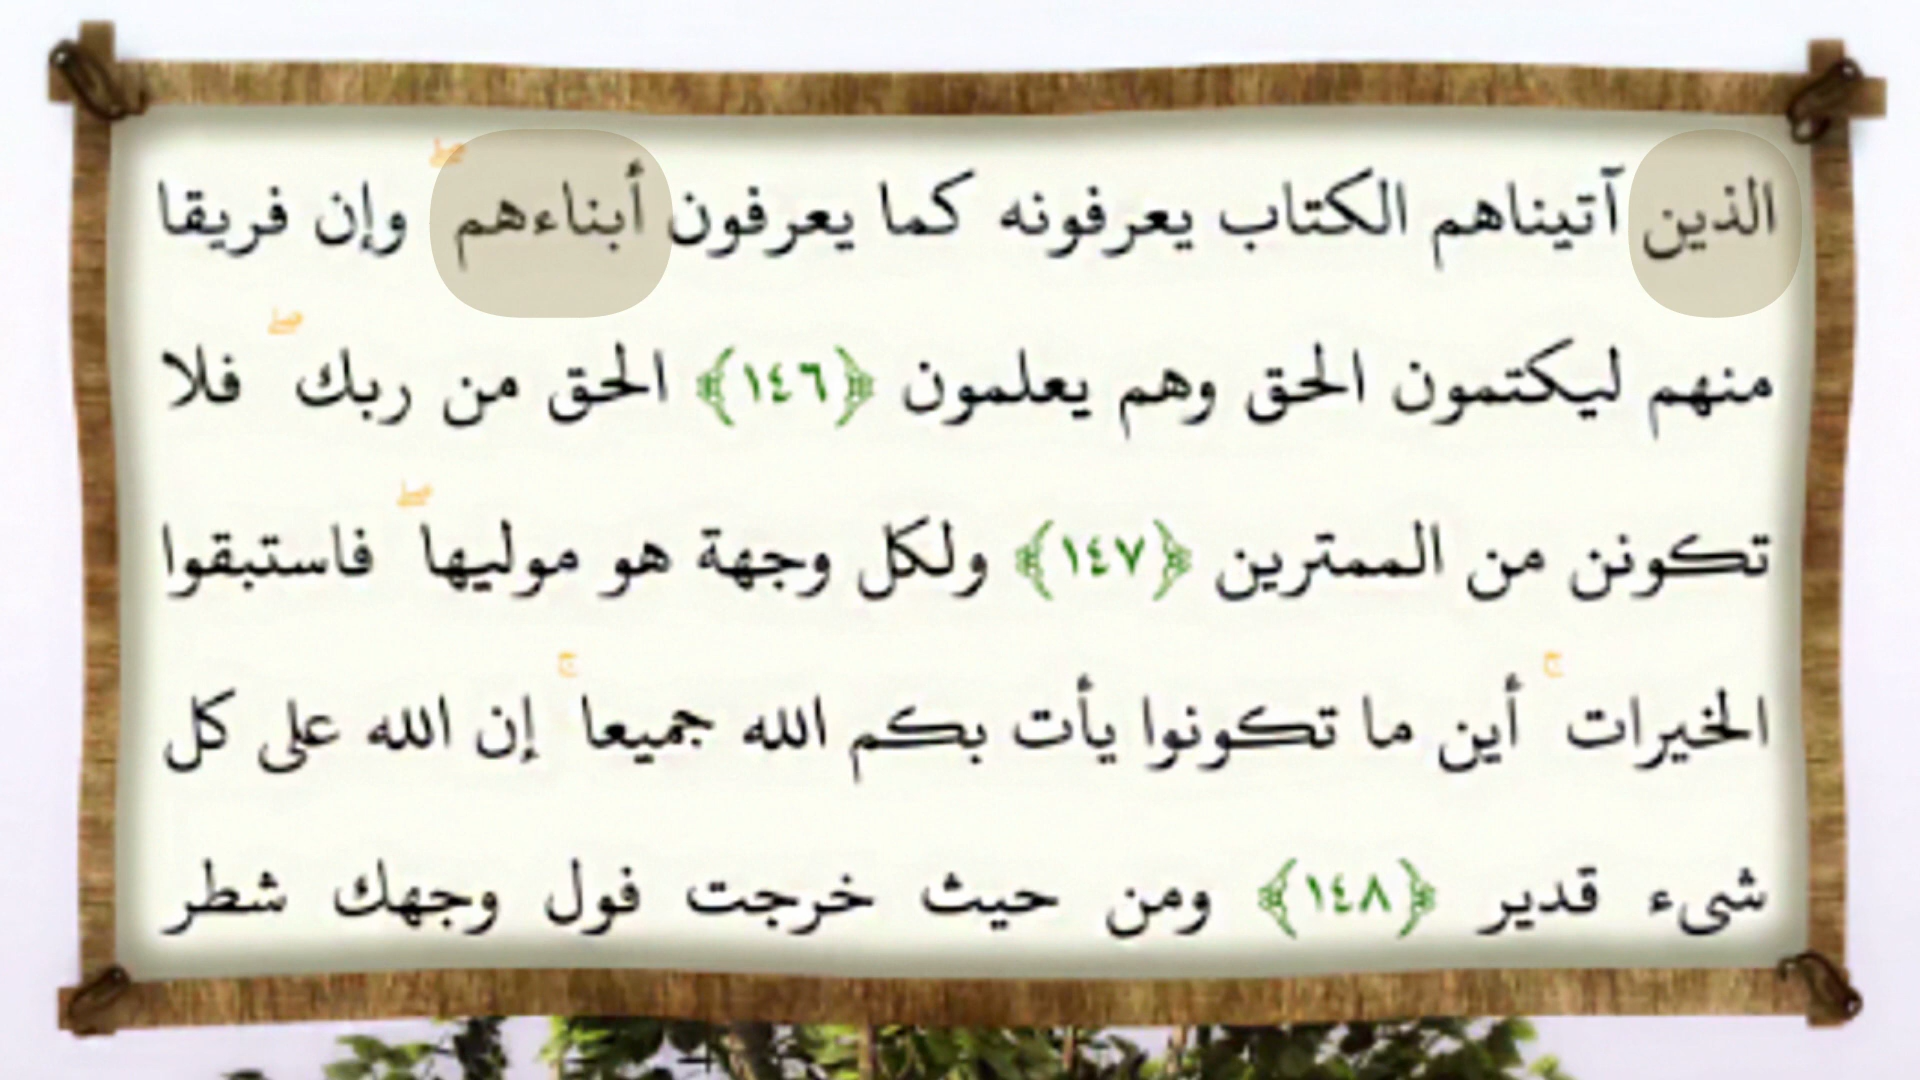 الذين آتيناهم الكتاب يعرفونه كما يعرفون أبناءهم ۖ وإن فريقا
منهم ليكتمون الحق وهم يعلمون ﴿١٤٦﴾ الحق من ربك ۖ فلا
تكونن من الممترين ﴿١٤٧﴾ ولكل وجهة هو موليها ۖ فاستبقوا
الخيرات ۚ أين ما تكونوا يأت بكم الله جميعا ۚ إن الله على كل
شىء قدير ﴿١٤٨﴾ ومن حيث خرجت فول وجهك شطر